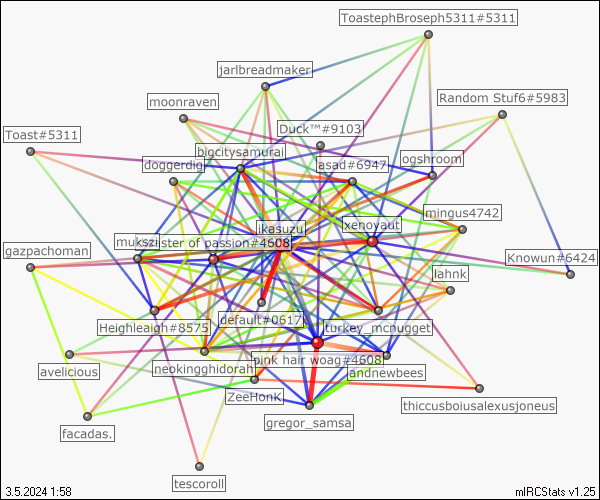 ToastephBroseph5311#5311
jarlbreadmaker
moonraven
Random Stuf6#5983
Duck™#9103
Toast#5311
bigcitysamurai
doggerdig
asad#6947
ogshroom
mingus4742
ikasuzu
xenoyaut
mukszi
ister of passion#4608
gazpachoman
Knowun#6424
lahnk
default#0617
Heighleaigh#8575
turkey_mcnugget
pink hair woag#4608
neokingghidorah
andnewbees
avelicious
ZeeHonK
thiccusboiusalexusjoneus
gregor_samsa
facadas.
tescoroll
3.5.2024 1:58
mIRCStats v1.25